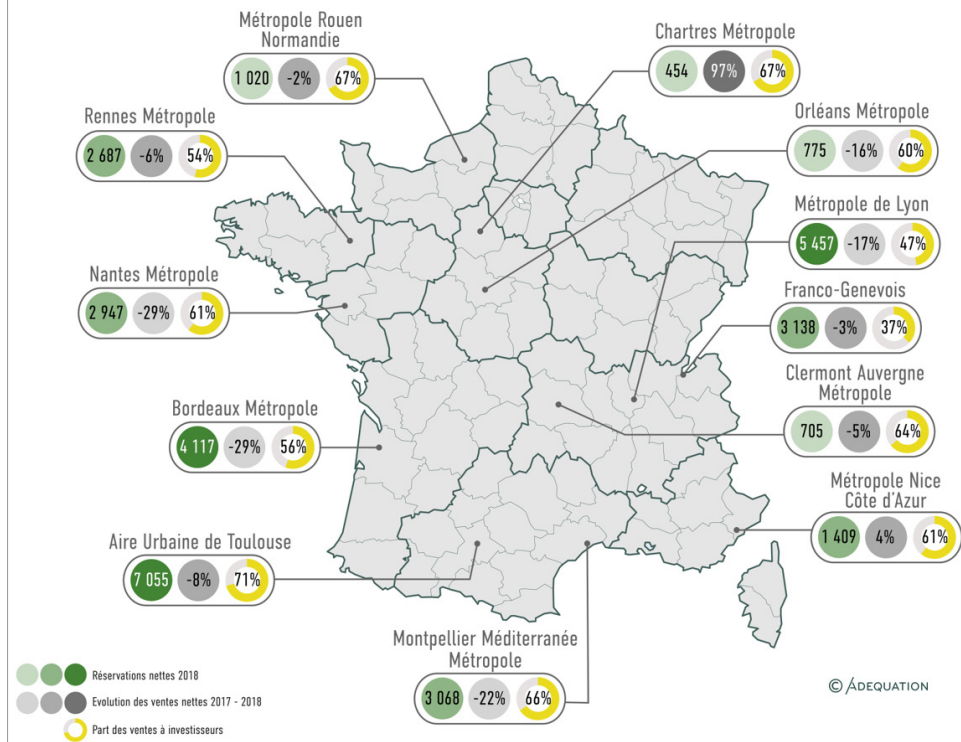 Métropole Rouen
Normandie
1 020 -2% 67%
Chartres Métropole
454 97% 67%
Rennes Métropole
2 687 -6% 54%
Orléans Métropole
775 -16% 60%
Métropole de Lyon
5 457 -17% 47%
Nantes Métropole
2 947 -29% 61%
Franco-Genevois
3 138 -3% 37%
Clermont Auvergne
Métropole
705 -5% 64%
Bordeaux Métropole
4 117 -29% 56%
Métropole Nice
Côte d'Azur
1 409 4% 61%
Aire Urbaine de Toulouse
7 055 -8% 71%
Montpellier Méditerranée
Métropole
3 068 -22% 66%
Réservations nettes 2018
Evolution des ventes nettes 2017 - 2018
Part des ventes à investisseurs
© ADEQUATION